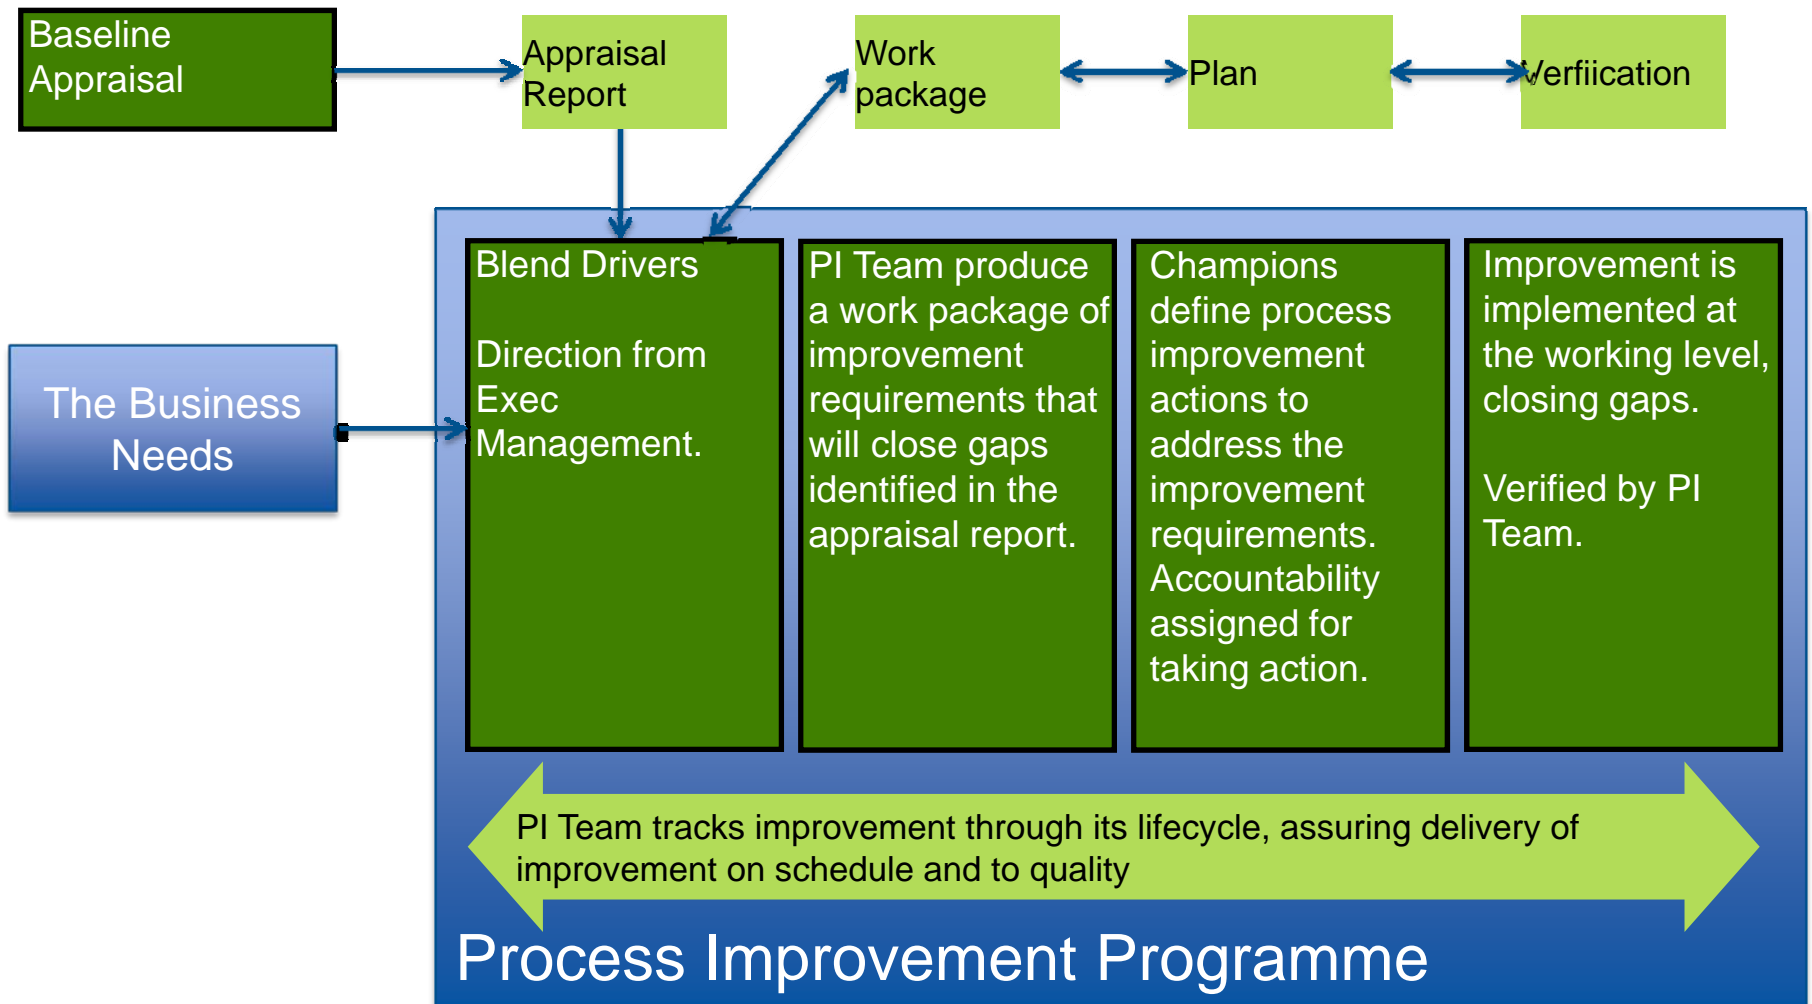 Baseline
Appraisal
Appraisal
Report
Work
package
Plan
Verfiication
The Business
Needs
Blend Drivers
Direction from
Exec
Management.
PI Team produce
a work package of
improvement
requirements that
will close gaps
identified in the
appraisal report.
Champions
define process
improvement
actions to
address the
improvement
requirements.
Accountability
assigned for
taking action.
Improvement is
implemented at
the working level,
closing gaps.
Verified by PI
Team.
PI Team tracks improvement through its lifecycle, assuring delivery of
improvement on schedule and to quality
Process Improvement Programme